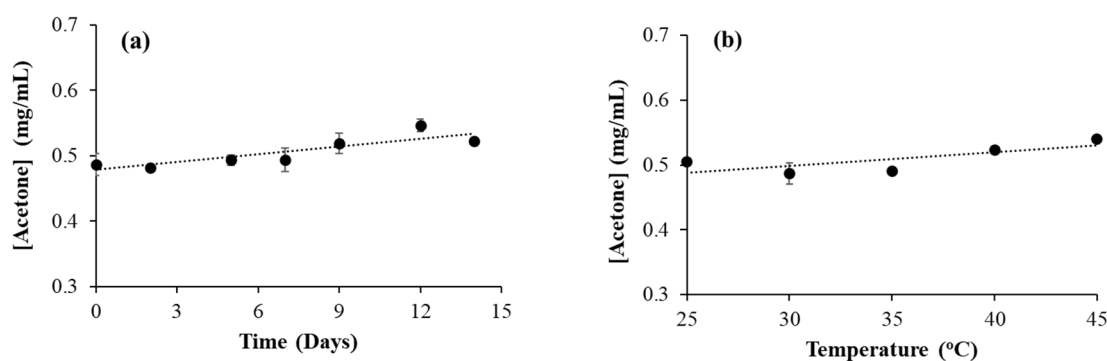 (a)
[Acetone] (mg/mL)
0.7
0.6
0.5
0.4
0.3
0 3 6 9 12 15
Time (Days)
(b)
[Acetone] (mg/mL)
0.7
0.6
0.5
0.4
0.3
25 30 35 40 45
Temperature (ºC)